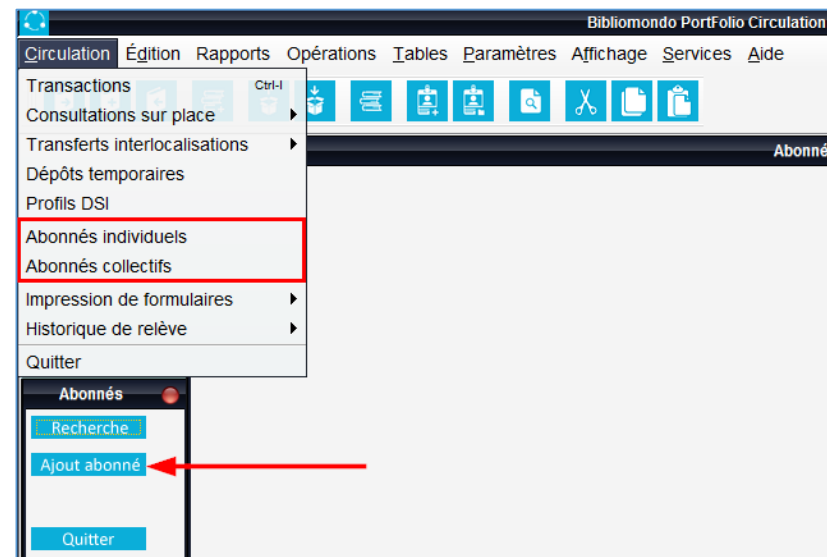 Bibliomondo PortFolio Circulation
Circulation Édition Rapports Opérations Tables Paramètres Affichage Services Aide
Transactions Ctrl-I
Consultations sur place
Transferts interlocalisations
Abonné
Dépôts temporaires
Profils DSI
Abonnés individuels
Abonnés collectifs
Impression de formulaires
Historique de relève
Quitter
Abonnés
Recherche
Ajout abonné
Quitter